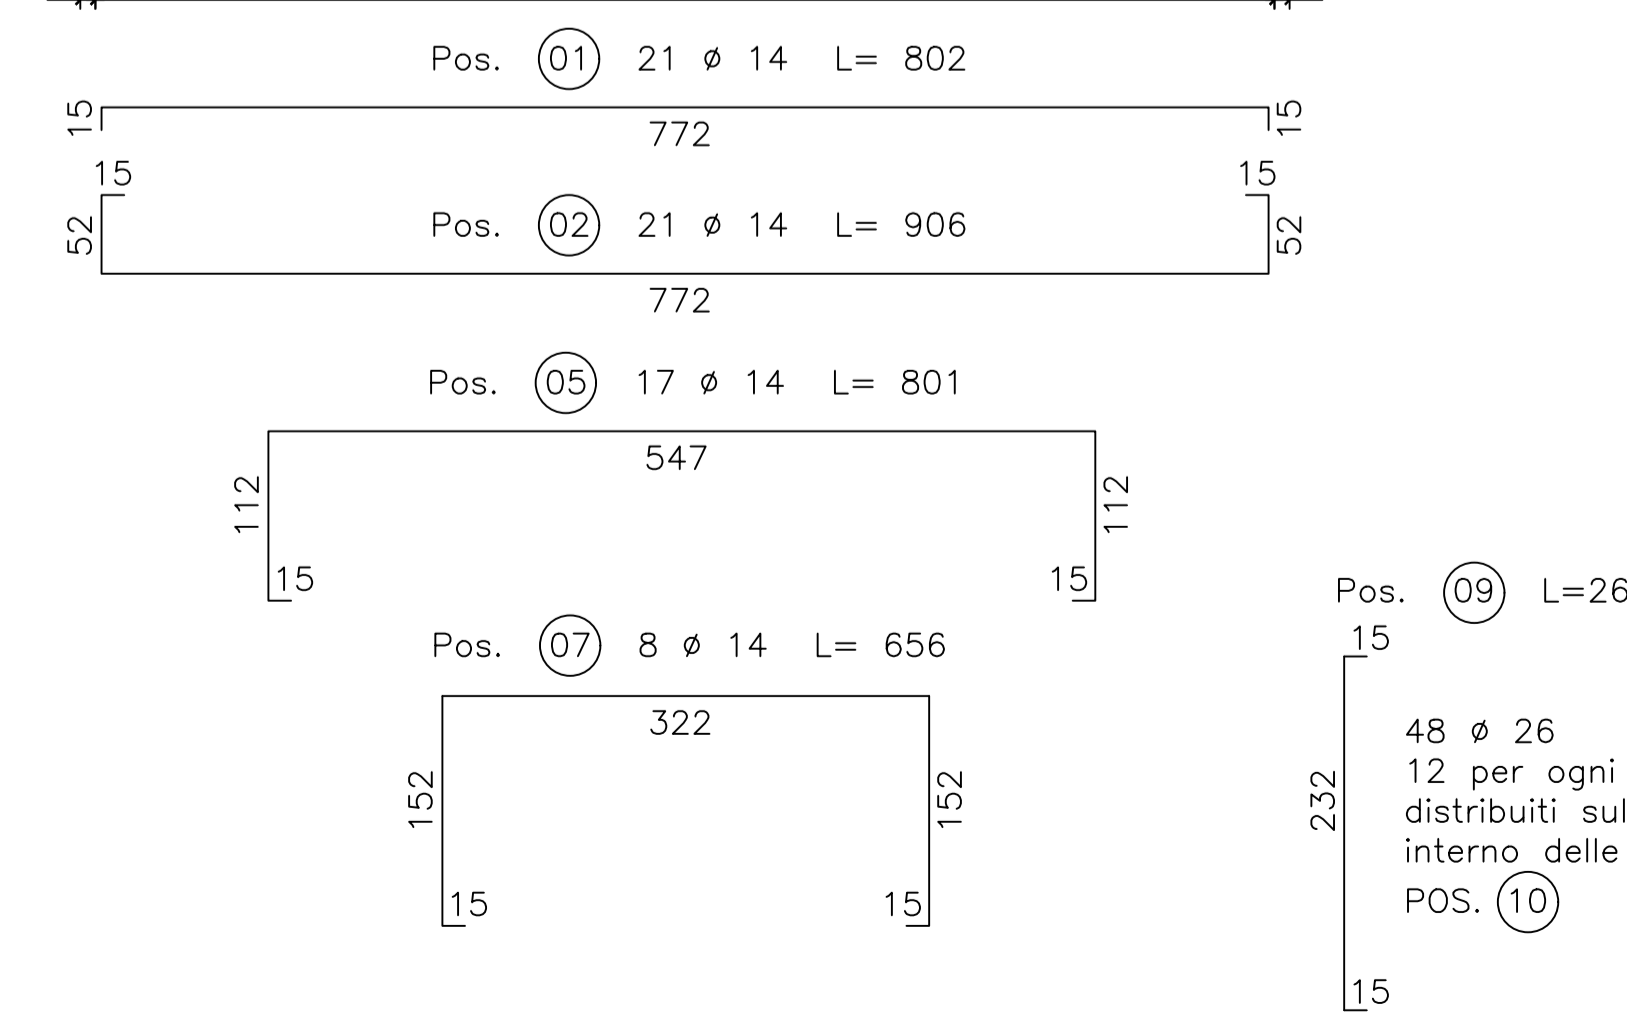 Pos. 01 21 ø 14 L= 802
15
772
15
15
15
52
Pos. 02 21 ø 14 L= 906
52
772
Pos. 05 17 ø 14 L= 801
547
112
112
15
15
Pos. 07 8 ø 14 L= 656
322
152
152
15
15
Pos. 09 L=26
15
232
48 ø 26
12 per ogni
distribuiti sul
interno delle
POS. 10
15